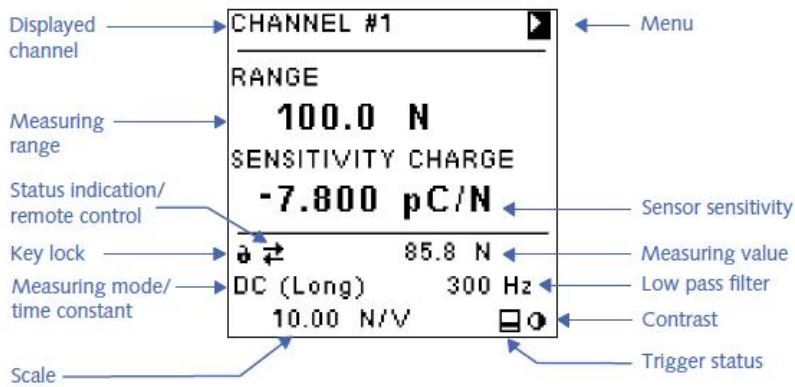 Displayed
channel
CHANNEL #1
Menu
RANGE
Measuring
range
100.0 N
SENSITIVITY CHARGE
Status indication/
remote control
-7.800 pC/N
Sensor sensitivity
Key lock
85.8 N
Measuring value
Measuring mode/
time constant
DC (Long) 300 Hz
Low pass filter
10.00 N/V
Contrast
Scale
Trigger status